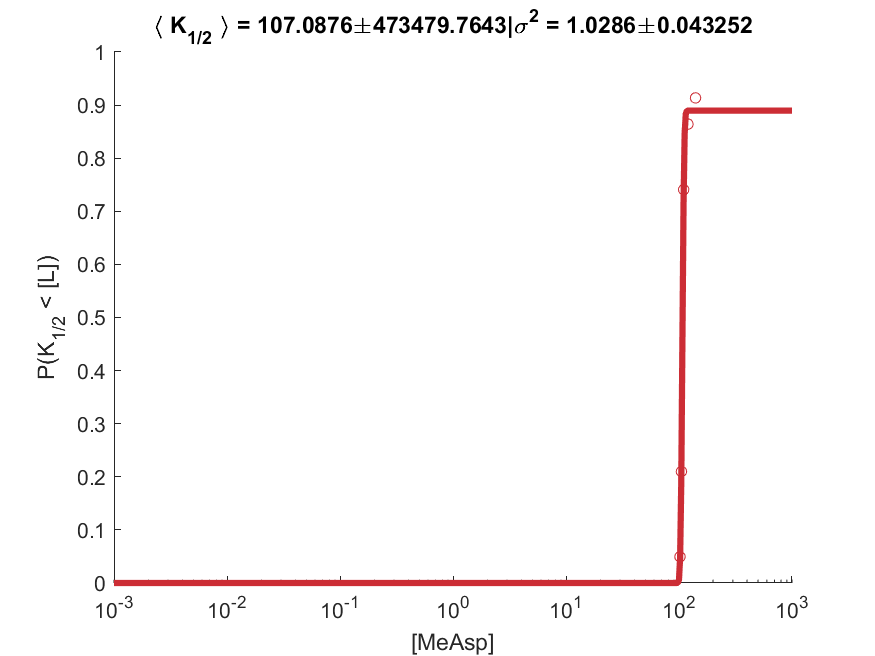 ⟨ K1/2 ⟩ = 107.0876±473479.7643|σ2 = 1.0286±0.043252
1
0.9
0.8
0.7
0.6
0.5
0.4
0.3
0.2
0.1
0
P(K1/2 < [L])
10-3 10-2 10-1 100 101 102 103
[MeAsp]